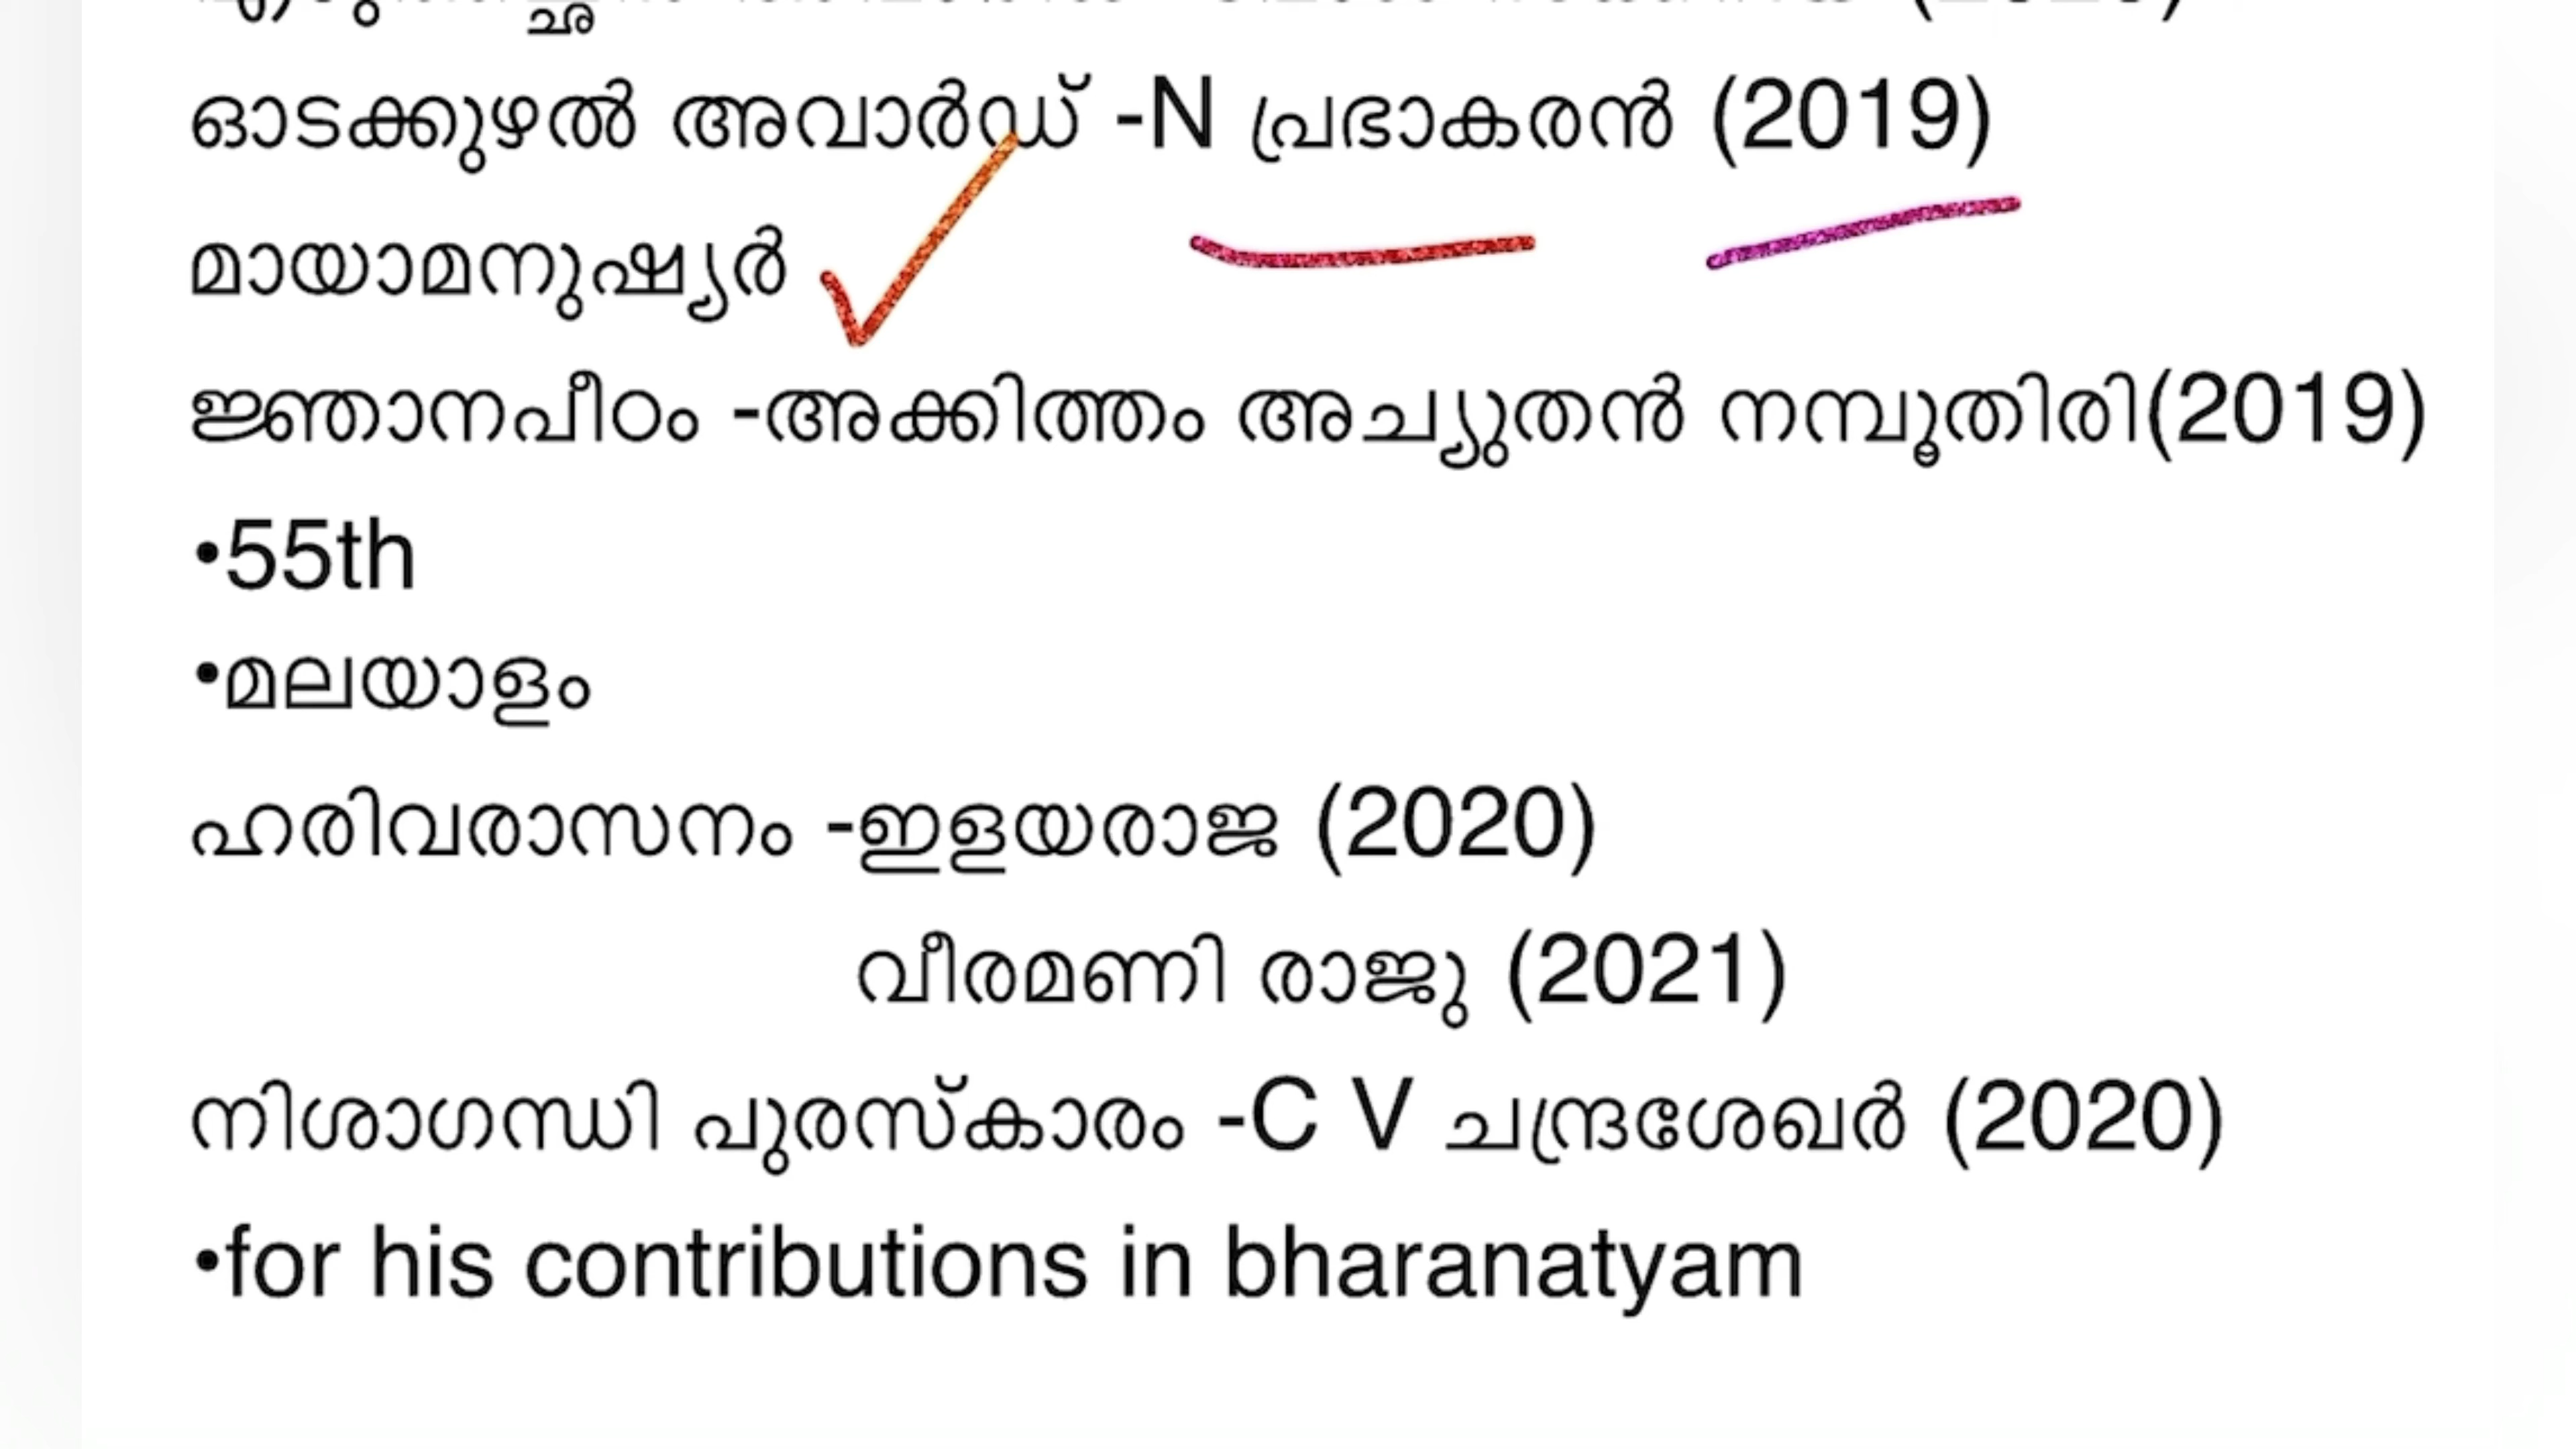 ഓടക്കുഴൽ അവാർഡ് -N പ്രഭാകരൻ (2019)
മായാമനുഷ്യർ
ജ്ഞാനപീഠം -അക്കിത്തം അച്യുതൻ നമ്പൂതിരി(2019)
•55th
•മലയാളം
ഹരിവരാസനം -ഇളയരാജ (2020)
വീരമണി രാജു (2021)
നിശാഗന്ധി പുരസ്കാരം -C V ചന്ദ്രശേഖർ (2020)
•for his contributions in bharanatyam